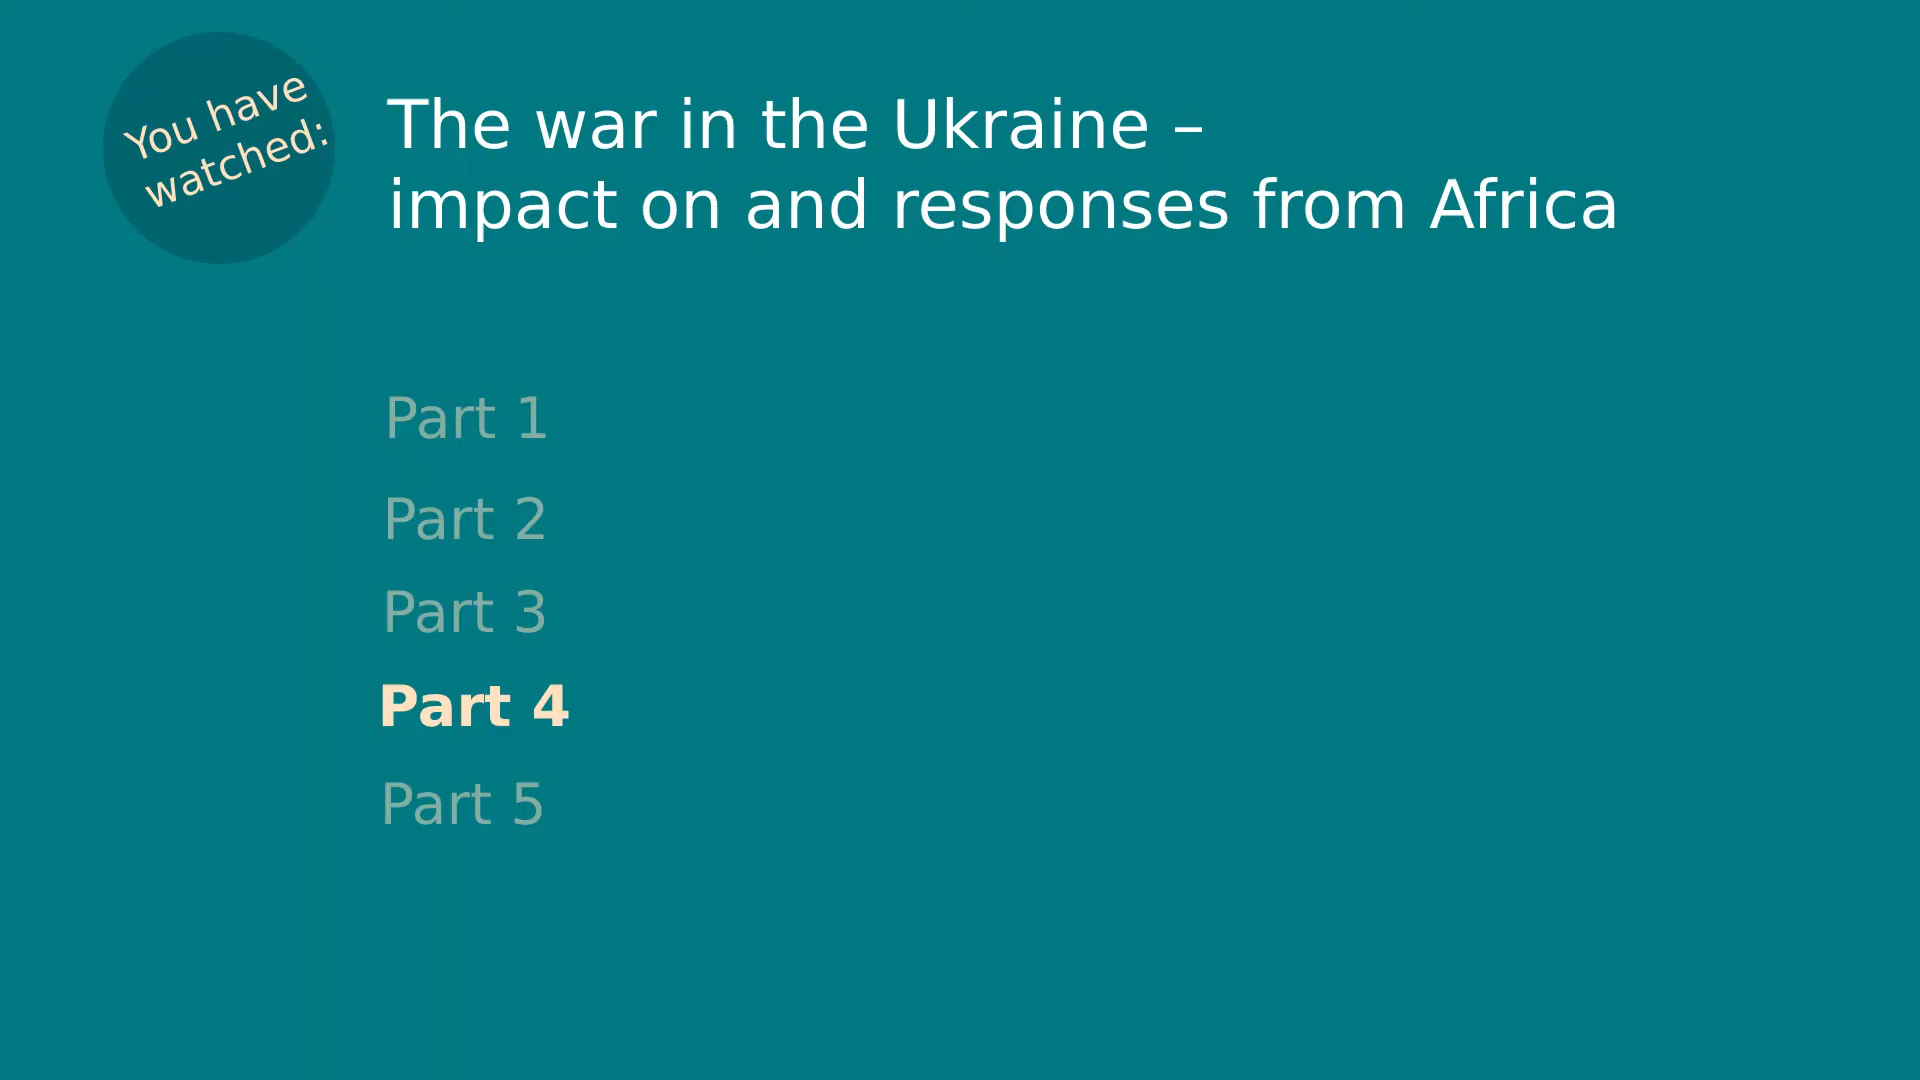 You have
watched:
The war in the Ukraine –
impact on and responses from Africa
Part 1
Part 2
Part 3
Part 4
Part 5